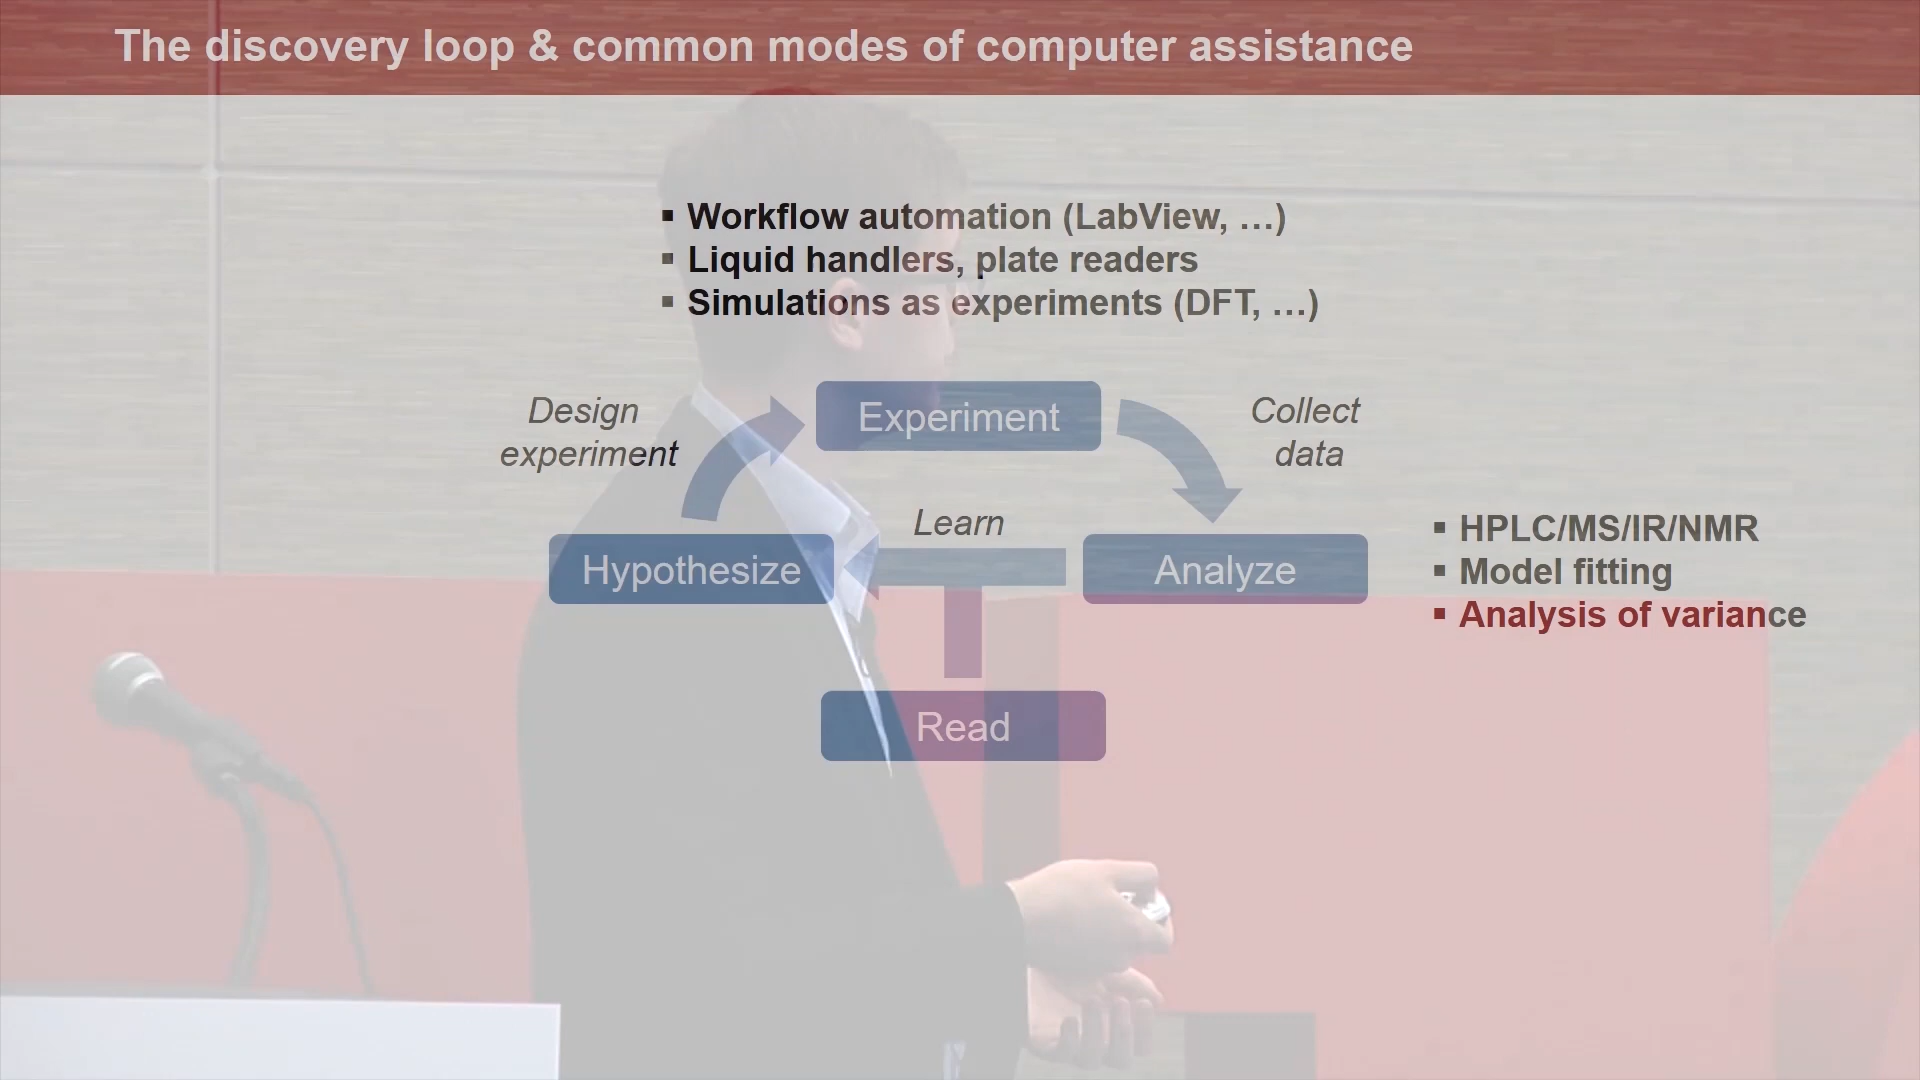 The discovery loop & common modes of computer assistance
▪ Workflow automation (LabView, …)
▪ Liquid handlers, plate readers
▪ Simulations as experiments (DFT, …)
Design
experiment
Experiment
Collect
data
Learn
Hypothesize
Analyze
▪ HPLC/MS/IR/NMR
▪ Model fitting
▪ Analysis of variance
Read